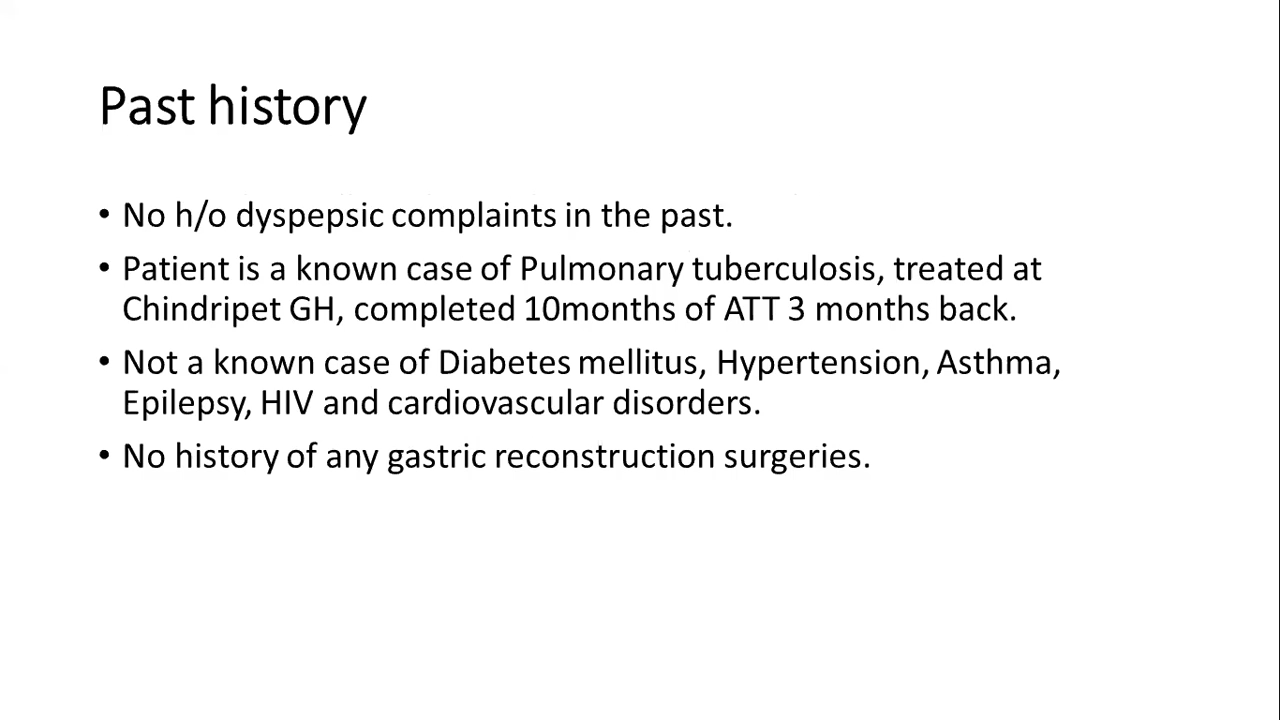 Past history
• No h/o dyspepsic complaints in the past.
• Patient is a known case of Pulmonary tuberculosis, treated at
Chindripet GH, completed 10months of ATT 3 months back.
• Not a known case of Diabetes mellitus, Hypertension, Asthma,
Epilepsy, HIV and cardiovascular disorders.
• No history of any gastric reconstruction surgeries.